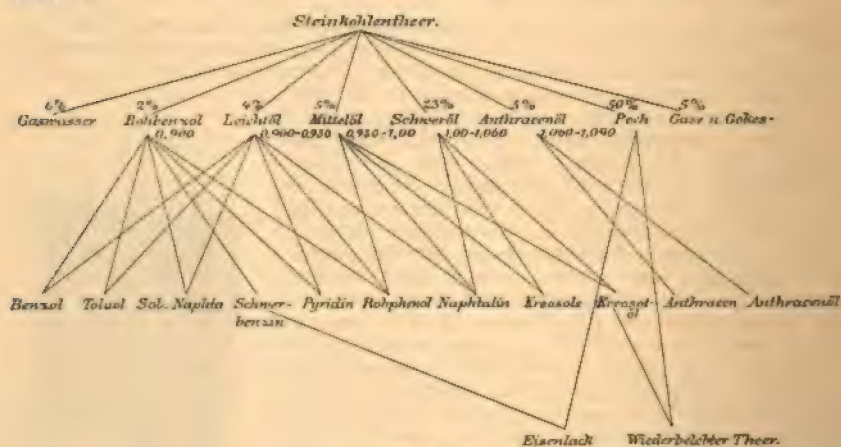 Steinkohlentheer.
6% 2% 4% 5% 23% 5% 50% 5%
Gaswasser Rohbenzol Leichtöl Mittelöl Schweröl Anthracenöl Pech Gase u. Cokes-
0,900 0,900-0,950 0,950-1,00 1,00-1,060 1,060-1,090
Benzol Toluol Sol. Naphta Schwer- Pyridin Rohphenol Naphtalin Kreasole Kreasot- Anthracen Anthracenöl
benzin öl
Eisenlack Wiederbelebter Theer.